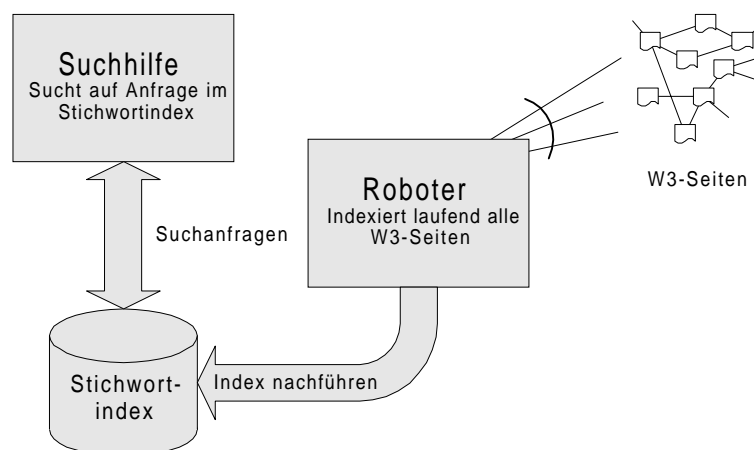 Suchhilfe
Sucht auf Anfrage im
Stichwortindex
W3-Seiten
Roboter
Indexiert laufend alle
W3-Seiten
Suchanfragen
Index nachführen
Stichwort-
index